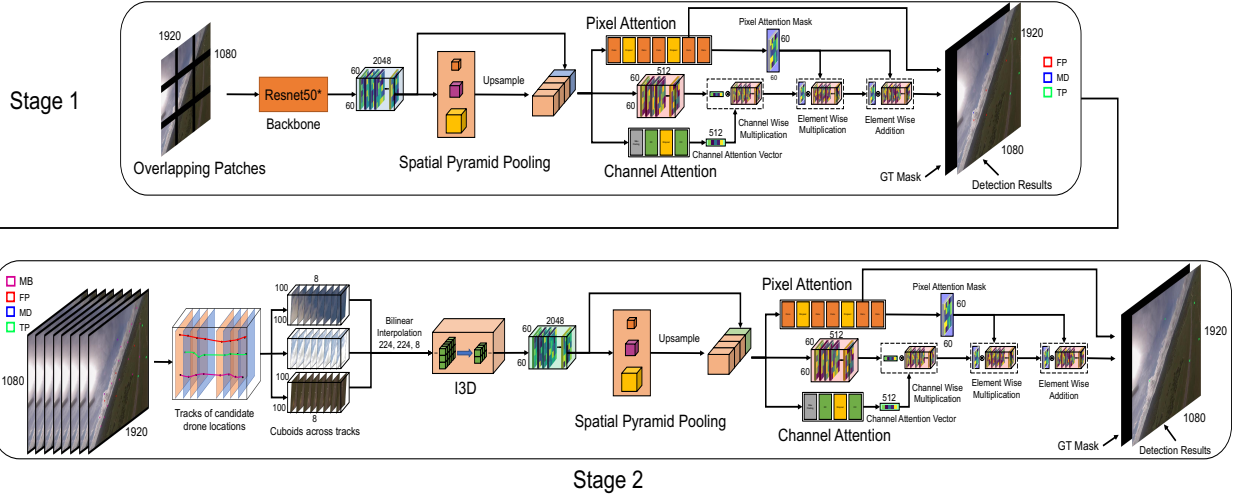 Stage 1
1920
1080
Overlapping Patches
Resnet50*
Backbone
2048
60
60
Spatial Pyramid Pooling
Upsample
Pixel Attention
Pixel Attention Mask
60
60
512
60
60
Channel Wise
Multiplication
Element Wise
Multiplication
Element Wise
Addition
512
Channel Attention Vector
Channel Attention
1920
1080
FP
MD
TP
GT Mask
Detection Results
MB
FP
MD
TP
1080
1920
Tracks of candidate
drone locations
8
100
100
100
100
100
100
8
Cuboids across tracks
Bilinear
Interpolation
224, 224, 8
I3D
2048
60
60
Spatial Pyramid Pooling
Upsample
Pixel Attention
Pixel Attention Mask
60
60
512
60
60
Channel Wise
Multiplication
Element Wise
Multiplication
Element Wise
Addition
512
Channel Attention Vector
Channel Attention
1920
1080
GT Mask
Detection Results
Stage 2